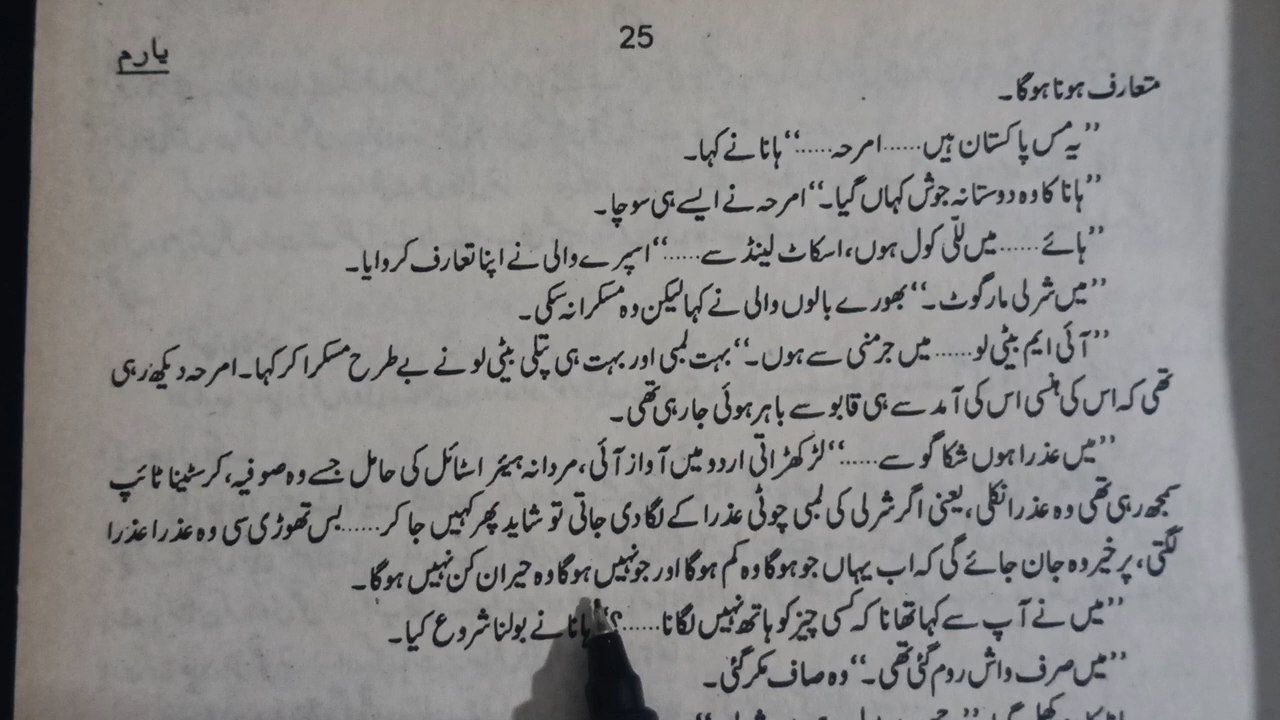 25
یارم
متعارف ہونا ہوگا۔
”یہ مس پاکستان ہیں......امرحہ......“ہانا نے کہا۔
”ہانا کا وہ دوستانہ جوش کہاں گیا۔“امرحہ نے ایسے ہی سوچا۔
”ہائے......میں للّی کول ہوں،اسکاٹ لینڈ سے......“اسپرے والی نے اپنا تعارف کروایا۔
”میں شرلی مارگوٹ۔“بھورے بالوں والی نے کہا لیکن وہ مسکرا نہ سکی۔
”آئی ایم بیٹی لو......میں جرمنی سے ہوں۔“بہت لمبی اور بہت ہی پتلی بیٹی لو نے بے طرح مسکرا کر کہا۔امرحہ دیکھ رہی
تھی کہ اس کی ہنسی اس کی آمد سے ہی قابو سے باہر ہوئی جا رہی تھی۔
”میں عذرا ہوں شکاگو سے.....“لڑکھڑاتی اردو میں آواز آئی،مردانہ ہیئر اسٹائل کی حامل جسے وہ صوفیہ،کرسٹینا ٹائپ
سمجھ رہی تھی وہ عذرا نکلی،یعنی اگر شرلی کی لمبی چوٹی عذرا کے لگا دی جاتی تو شاید پھر کہیں جا کر......بس تھوڑی سی وہ عذرا عذرا
لگتی،پر خیر وہ جان جائے گی کہ اب یہاں جو ہوگا وہ کم ہوگا اور جو نہیں ہوگا وہ حیران کن نہیں ہوگا۔
”میں نے آپ سے کہا تھا نا کہ کسی چیز کو ہاتھ نہیں لگانا......؟“ہانا نے بولنا شروع کیا۔
”میں صرف واش روم گئی تھی۔“وہ صاف مکر گئی۔